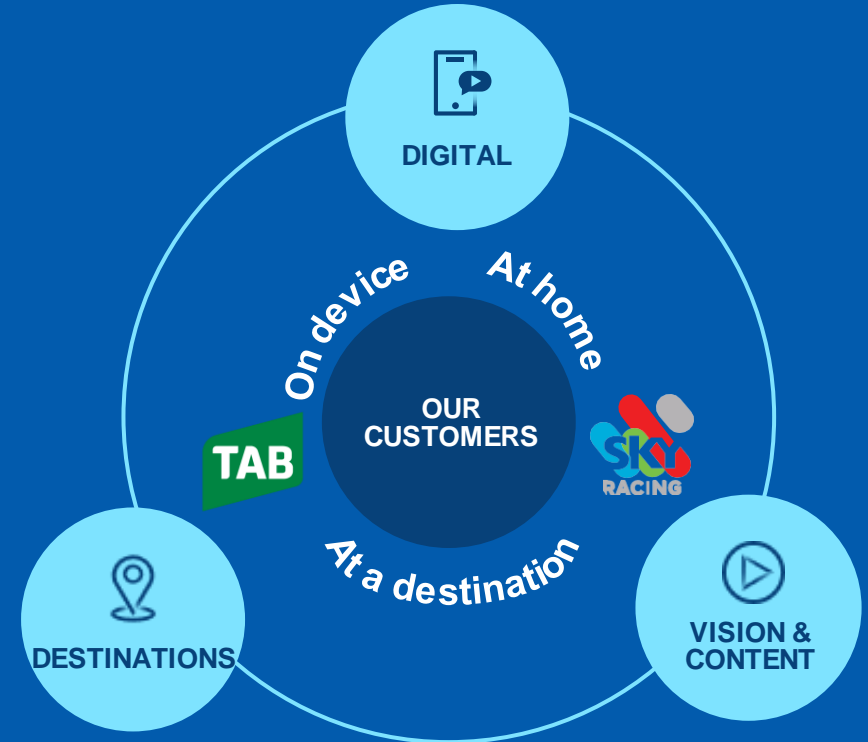 DIGITAL
On device
At home
OUR
CUSTOMERS
TAB
SKY
RACING
At a destination
DESTINATIONS
VISION &
CONTENT